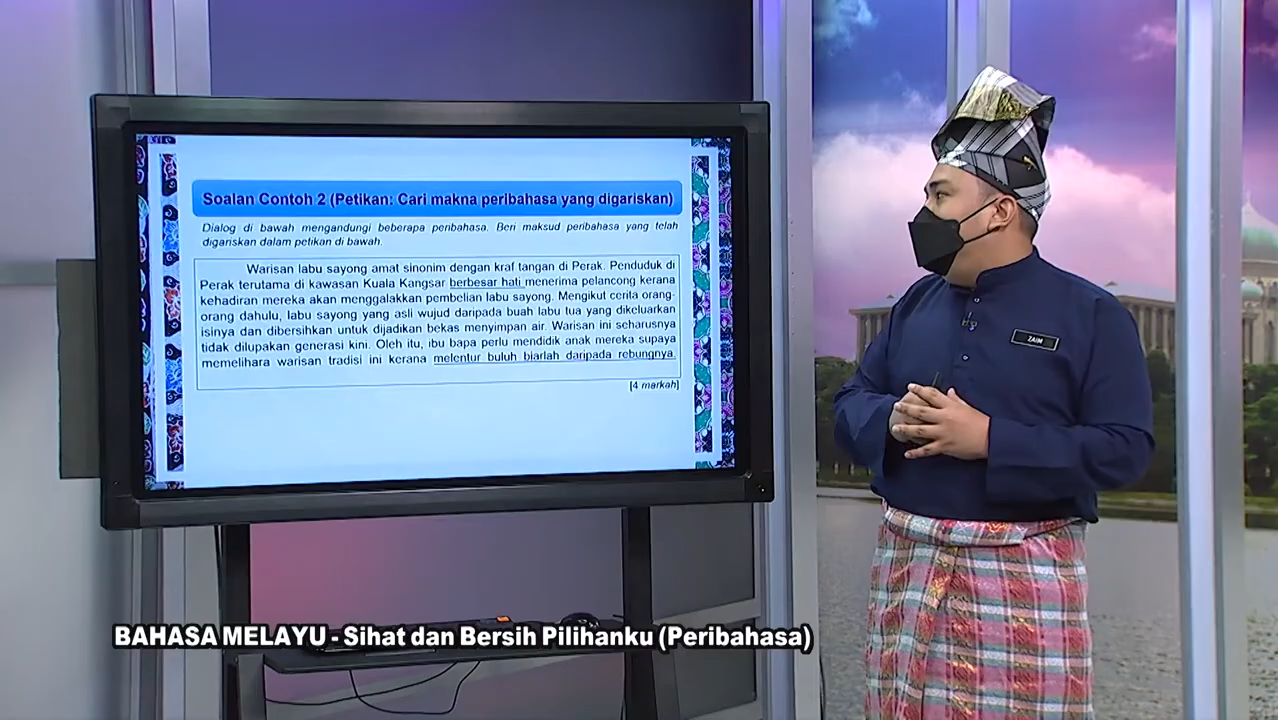 Soalan Contoh 2 (Petikan: Cari makna peribahasa yang digariskan)
Dialog di bawah mengandungi beberapa peribahasa. Beri maksud peribahasa yang telah
digariskan dalam petikan di bawah.
Warisan labu sayong amat sinonim dengan kraf tangan di Perak. Penduduk di
Perak terutama di kawasan Kuala Kangsar berbesar hati menerima pelancong kerana
kehadiran mereka akan menggalakkan pembelian labu sayong. Mengikut cerita orang-
orang dahulu, labu sayong yang asli wujud daripada buah labu tua yang dikeluarkan
isinya dan dibersihkan untuk dijadikan bekas menyimpan air. Warisan ini seharusnya
tidak dilupakan generasi kini. Oleh itu, ibu bapa perlu mendidik anak mereka supaya
memelihara warisan tradisi ini kerana melentur buluh biarlah daripada rebungnya.
[4 markah]
ZAIM
BAHASA MELAYU - Sihat dan Bersih Pilihanku (Peribahasa)